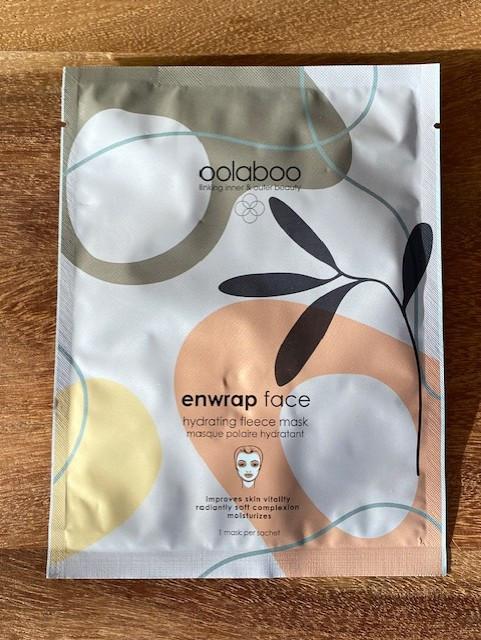 oolaboo
linking inner & outer beauty
enwrap face
hydrating fleece mask
masque polaire hydratant
improves skin vitality
radiantly soft complexion
moisturizes
1 mask per sachet